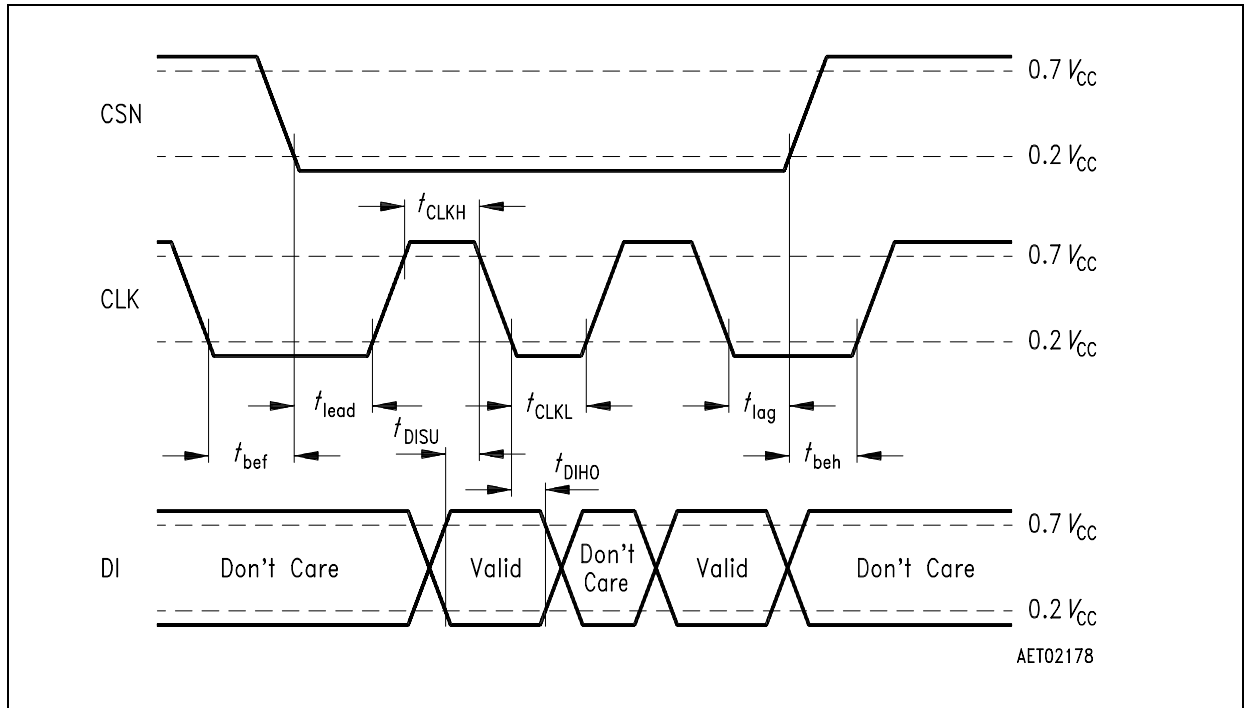 0.7 VCC
CSN
0.2 VCC
tCLKH
0.7 VCC
CLK
0.2 VCC
tlead
tCLKL
tlag
tDISU
tbef
tbeh
tDIHO
0.7 VCC
DI
Don't Care
Valid
Don't
Care
Valid
Don't Care
0.2 VCC
AET02178